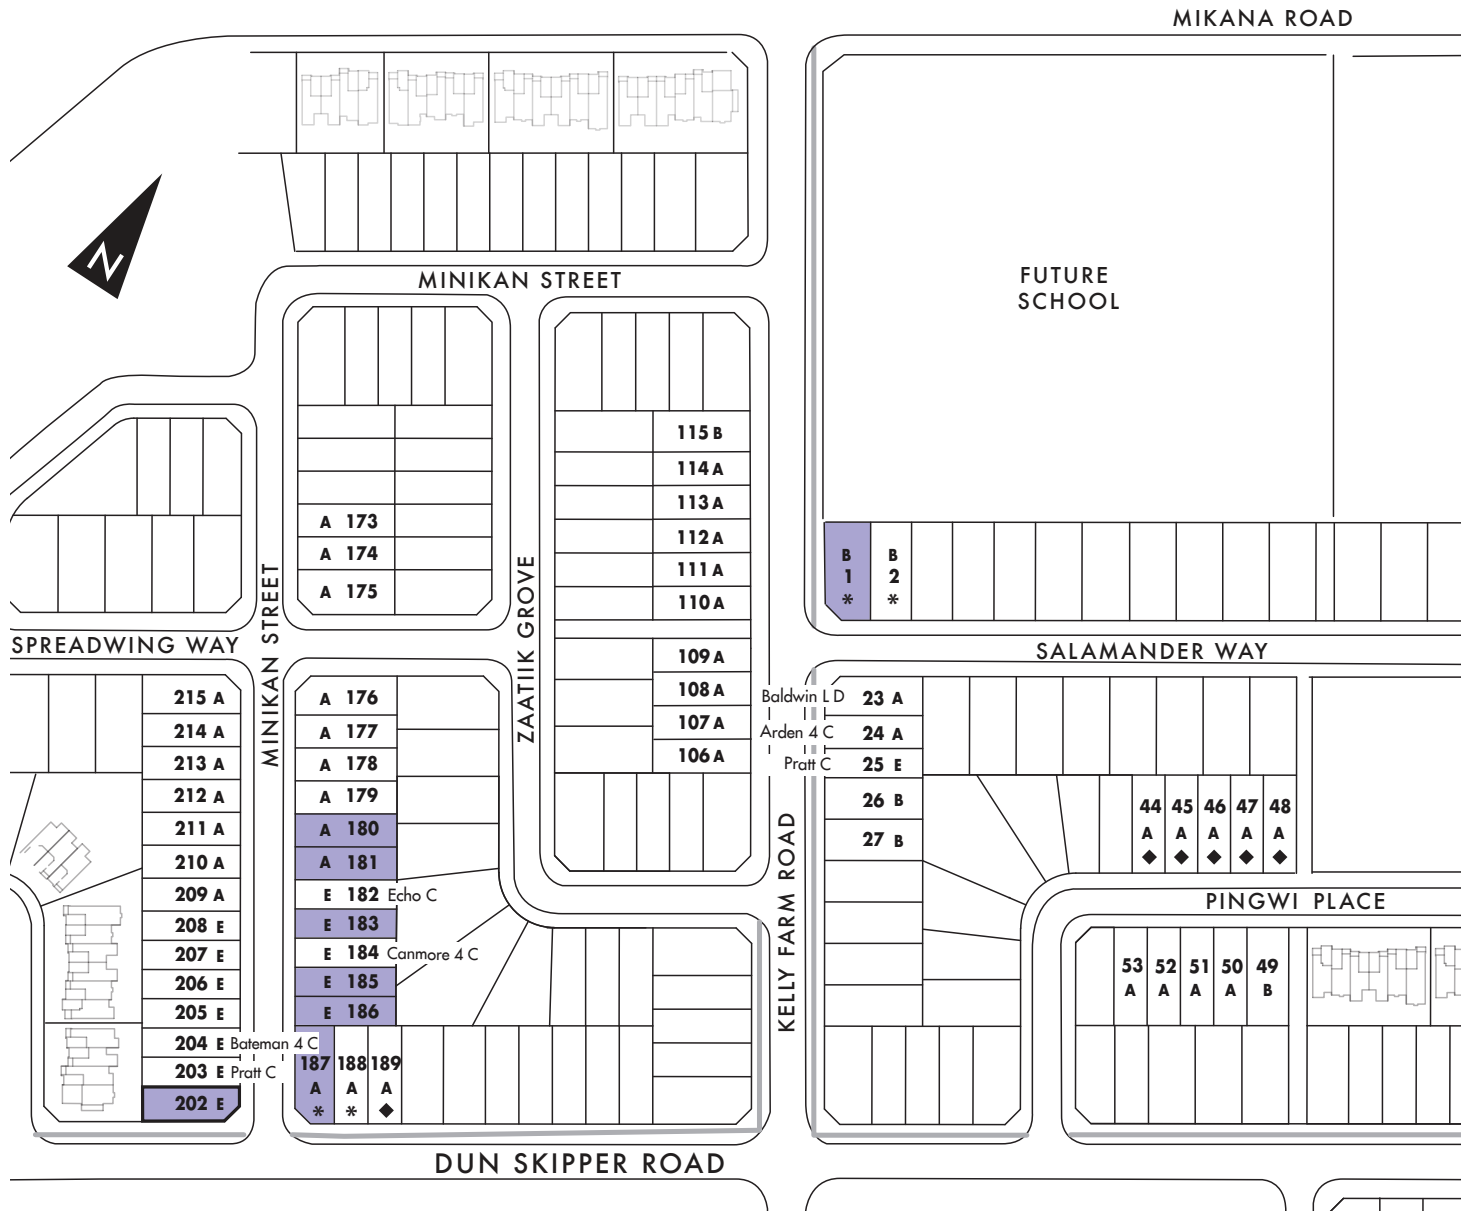 MIKANA ROAD
N
MINIKAN STREET
FUTURE
SCHOOL
115 B
114 A
113 A
112 A
111 A
110 A
109 A
108 A
107 A
106 A
A 173
A 174
A 175
ZAATIIK GROVE
MINIKAN STREET
SPREADWING WAY
B
1
*
B
2
*
SALAMANDER WAY
215 A
214 A
213 A
212 A
211 A
210 A
209 A
208 E
207 E
206 E
205 E
204 E Bateman 4 C
203 E Pratt C
202 E
A 176
A 177
A 178
A 179
A 180
A 181
E 182 Echo C
E 183
E 184 Canmore 4 C
E 185
E 186
187
A
*
188
A
*
189
A
◆
Baldwin L D 23 A
Arden 4 C 24 A
Pratt C 25 E
26 B
27 B
KELLY FARM ROAD
44
A
◆
45
A
◆
46
A
◆
47
A
◆
48
A
◆
PINGWI PLACE
53
A
52
A
51
A
50
A
49
B
DUN SKIPPER ROAD